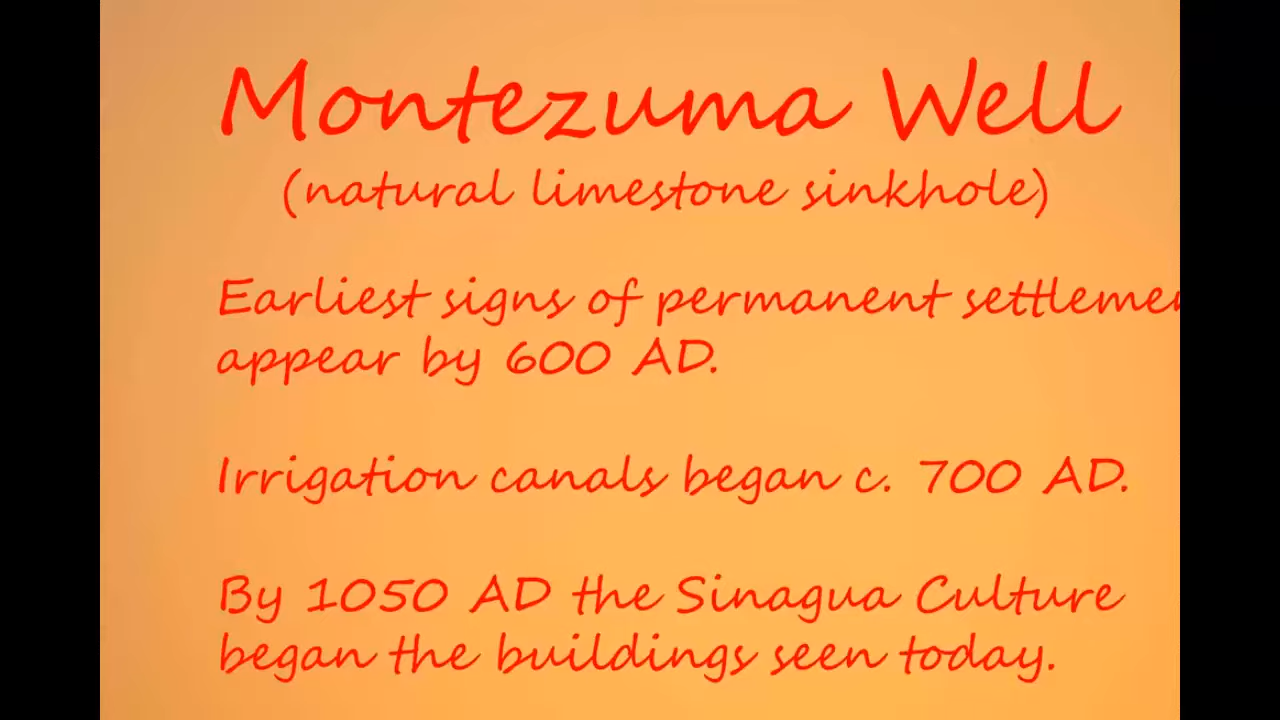 Montezuma Well
(natural limestone sinkhole)
Earliest signs of permanent settlemen
appear by 600 AD.
Irrigation canals began c. 700 AD.
By 1050 AD the Sinagua Culture
began the buildings seen today.